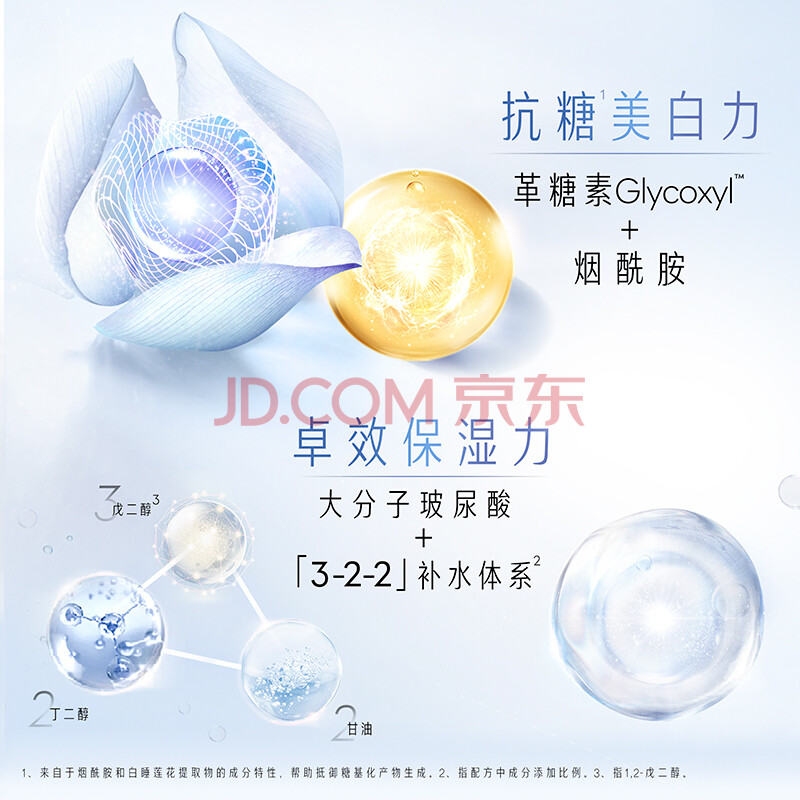 抗糖¹美白力
革糖素Glycoxyl™
+
烟酰胺
JD.COM 京东
卓效保湿力
大分子玻尿酸
+
「3-2-2」补水体系²
3戊二醇³
2丁二醇
2甘油
1、来自于烟酰胺和白睡莲花提取物的成分特性，帮助抵御糖基化产物生成。2、指配方中成分添加比例。3、指1,2-戊二醇。